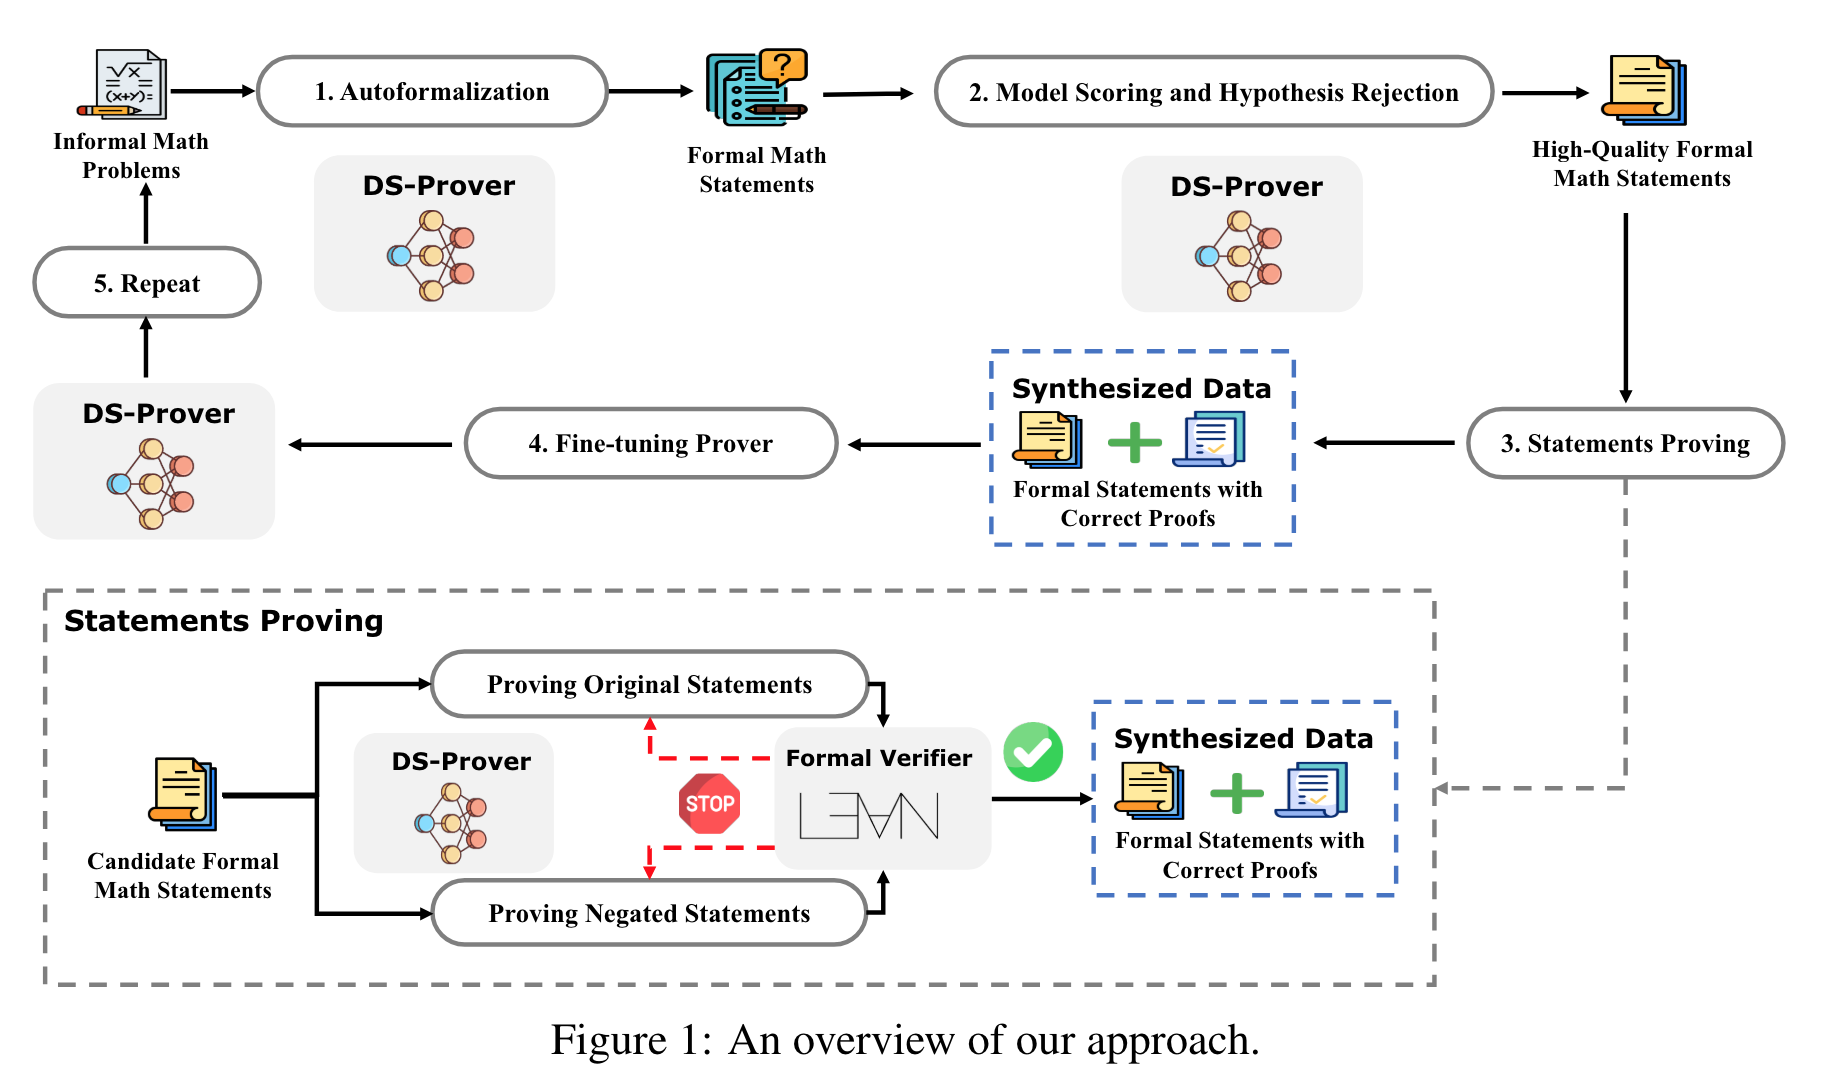 √x
(x+y)=
Informal Math
Problems
1. Autoformalization
?
Formal Math
Statements
2. Model Scoring and Hypothesis Rejection
High-Quality Formal
Math Statements
DS-Prover
DS-Prover
5. Repeat
DS-Prover
4. Fine-tuning Prover
Synthesized Data
Formal Statements with
Correct Proofs
3. Statements Proving
Statements Proving
Proving Original Statements
Candidate Formal
Math Statements
DS-Prover
STOP
Formal Verifier
L∃∀N
Proving Negated Statements
Synthesized Data
Formal Statements with
Correct Proofs
Figure 1: An overview of our approach.